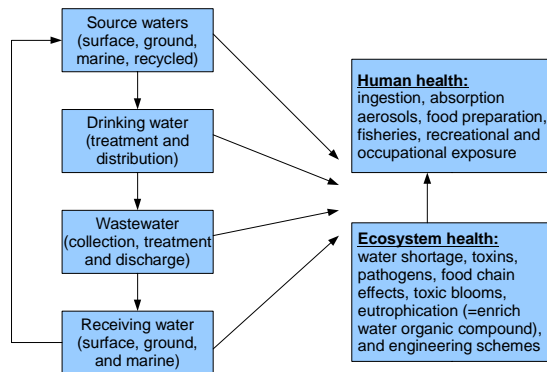 Source waters
(surface, ground,
marine, recycled)
Drinking water
(treatment and
distribution)
Wastewater
(collection, treatment
and discharge)
Receiving water
(surface, ground,
and marine)
Human health:
ingestion, absorption
aerosols, food preparation,
fisheries, recreational and
occupational exposure
Ecosystem health:
water shortage, toxins,
pathogens, food chain
effects, toxic blooms,
eutrophication (=enrich
water organic compound),
and engineering schemes